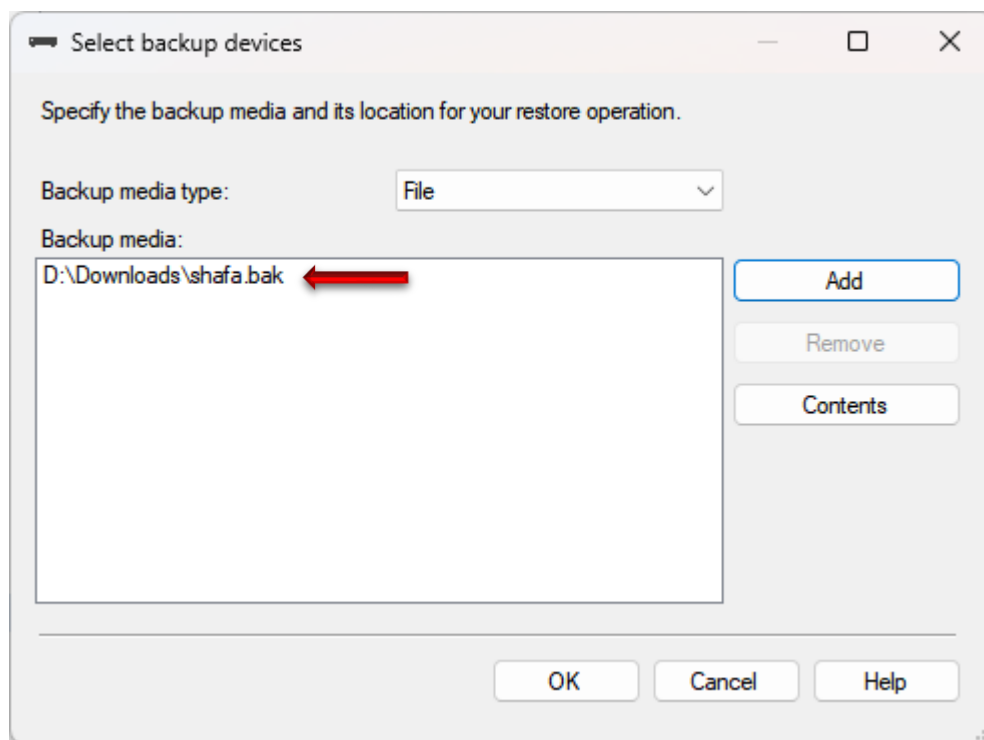 Select backup devices
Specify the backup media and its location for your restore operation.
Backup media type:
File
Backup media:
D:\Downloads\shafa.bak
Add
Remove
Contents
OK
Cancel
Help